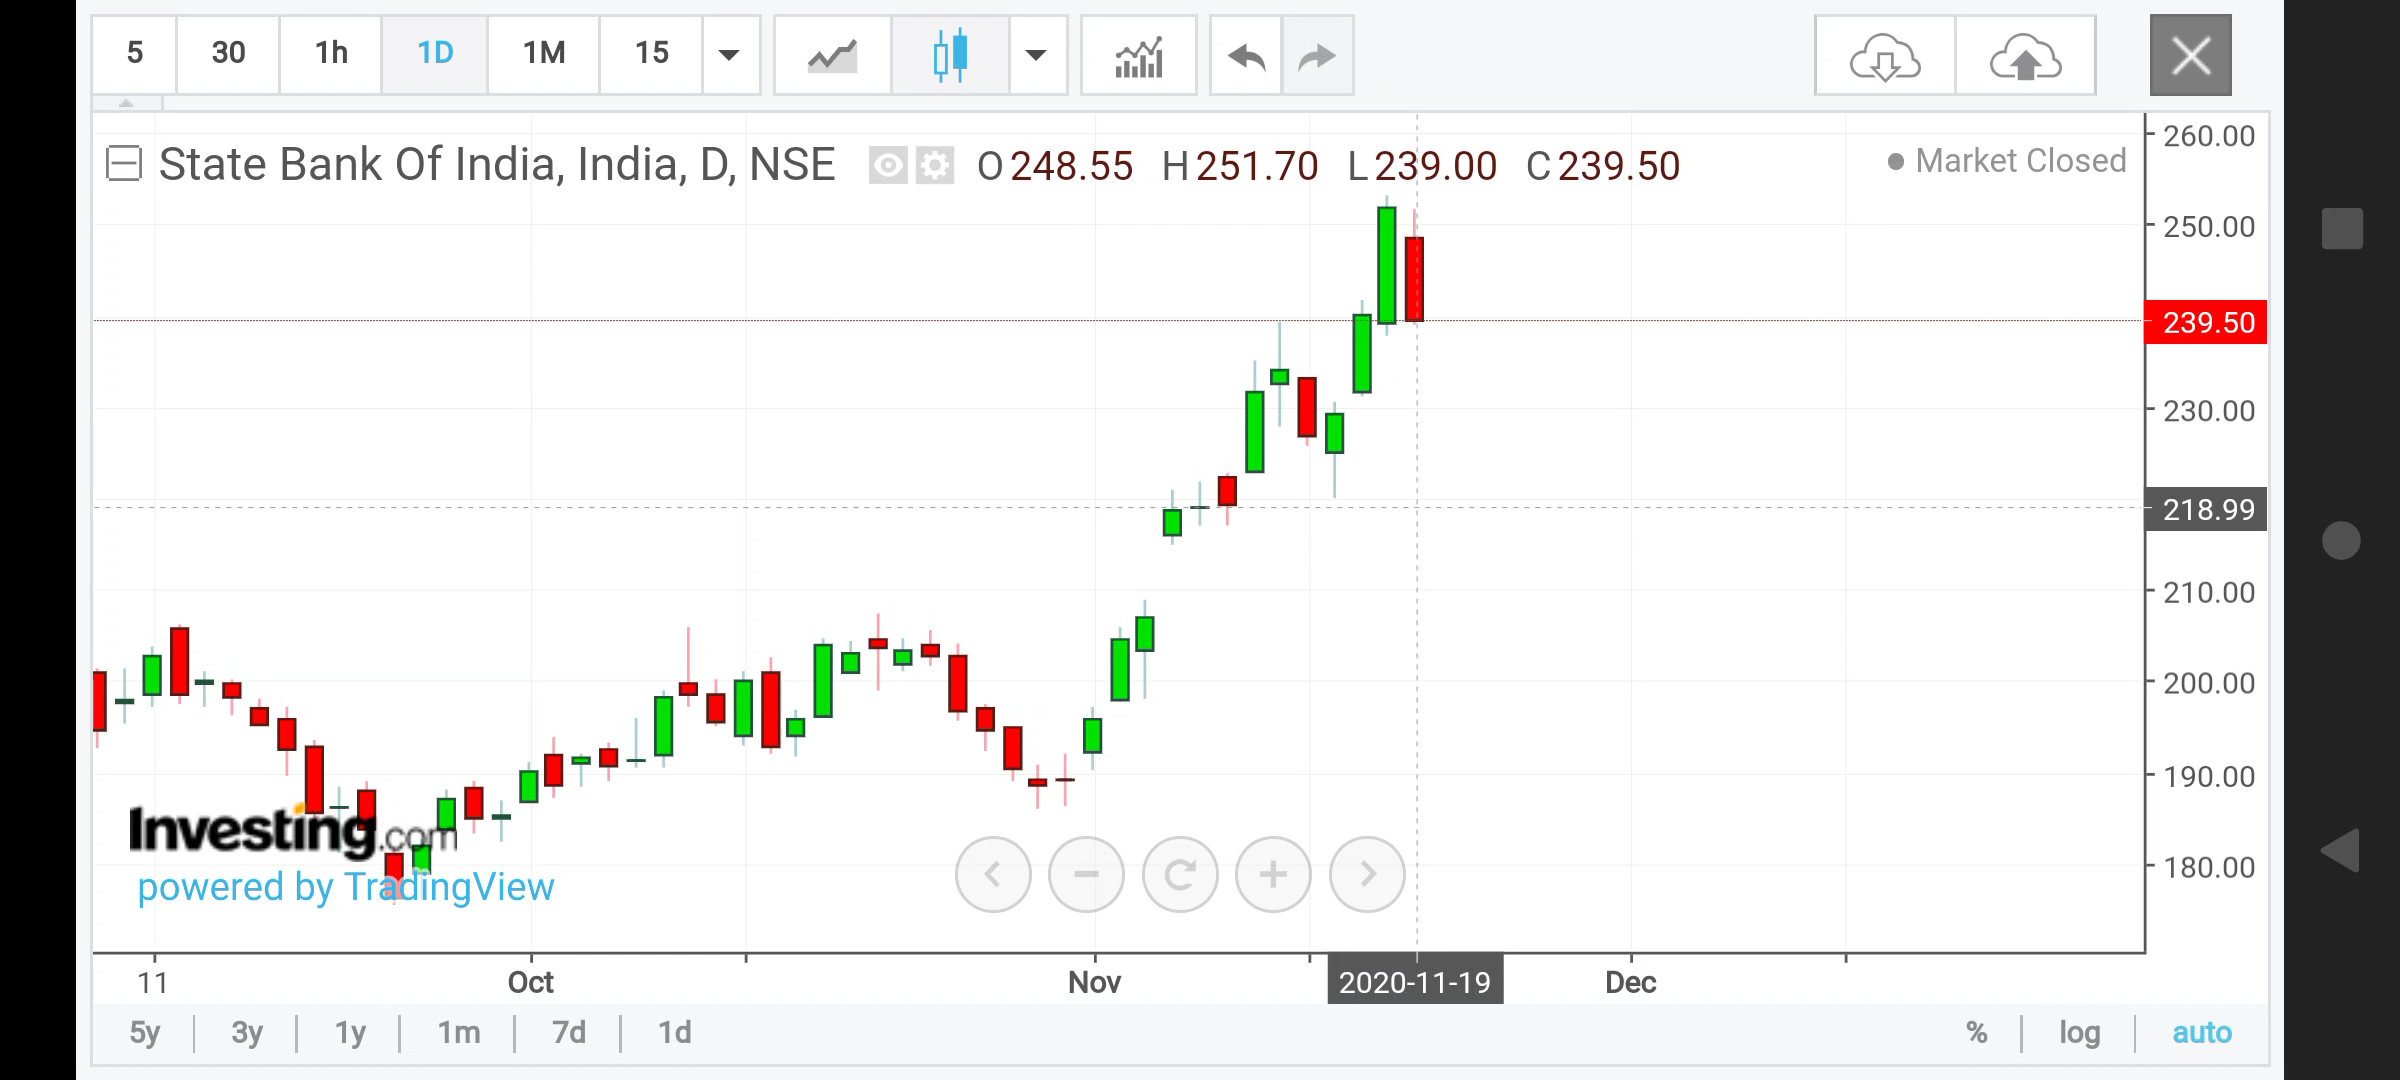 5 30 1h 1D 1M 15
State Bank Of India, India, D, NSE O 248.55 H 251.70 L 239.00 C 239.50 Market Closed
260.00
250.00
239.50
230.00
218.99
210.00
200.00
190.00
180.00
Investing.com
powered by TradingView
11 Oct Nov 2020-11-19 Dec
5y 3y 1y 1m 7d 1d % log auto